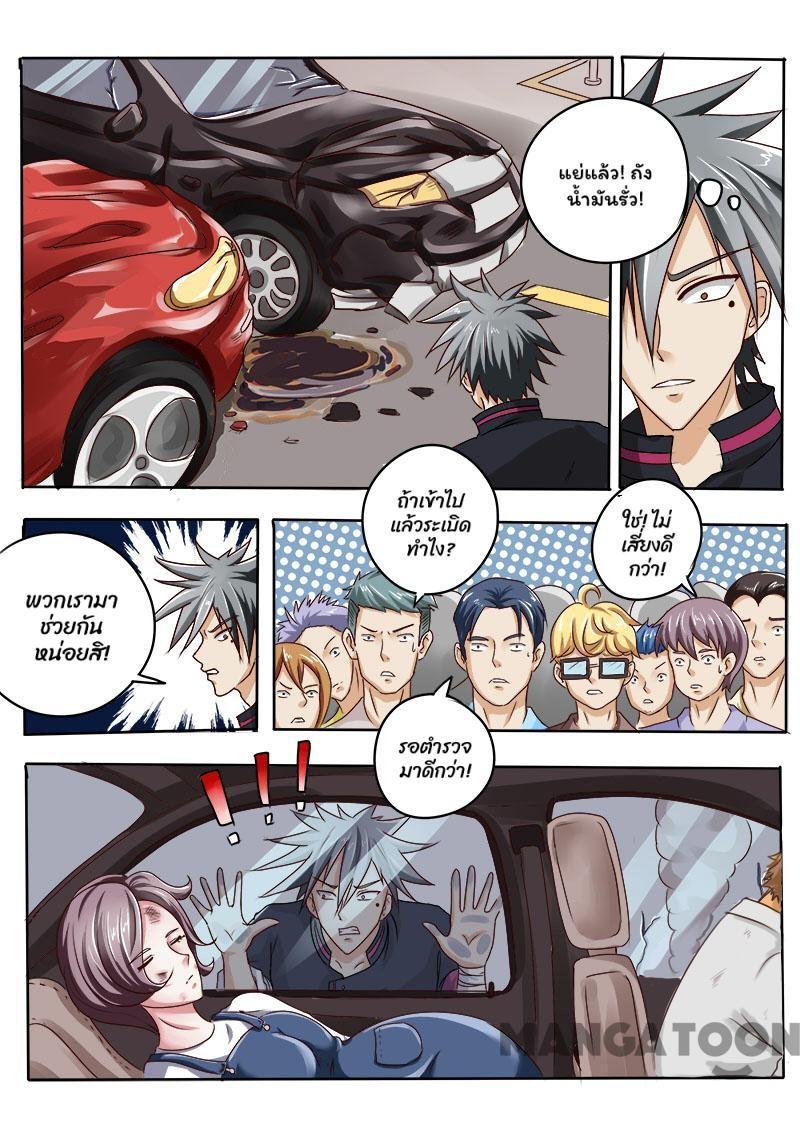 แย่แล้ว! ถัง
น้ำมันรั่ว!
พวกเรามา
ช่วยกัน
หน่อยสิ!
ถ้าเข้าไป
แล้วระเบิด
ทำไง?
ใช่! ไม่
เสี่ยงดี
กว่า!
รอตำรวจ
มาดีกว่า!
!!!
MANGATOON